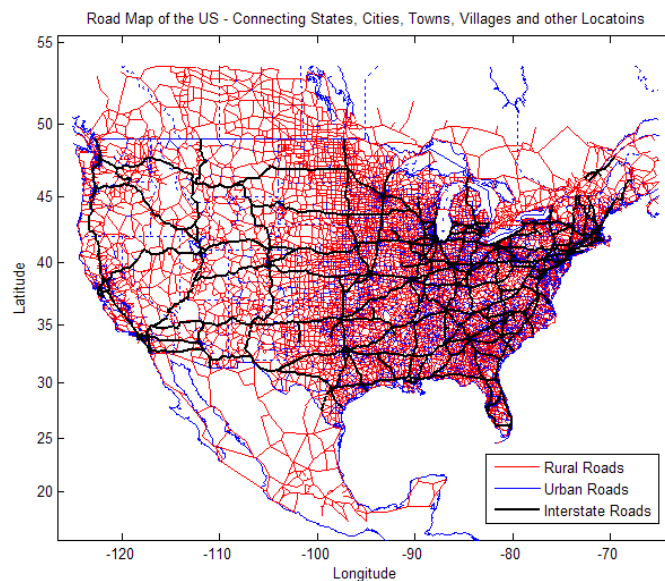 Road Map of the US - Connecting States, Cities, Towns, Villages and other Locatoins
55
50
45
40
35
30
25
20
Latitude
Rural Roads
Urban Roads
Interstate Roads
-120 -110 -100 -90 -80 -70
Longitude